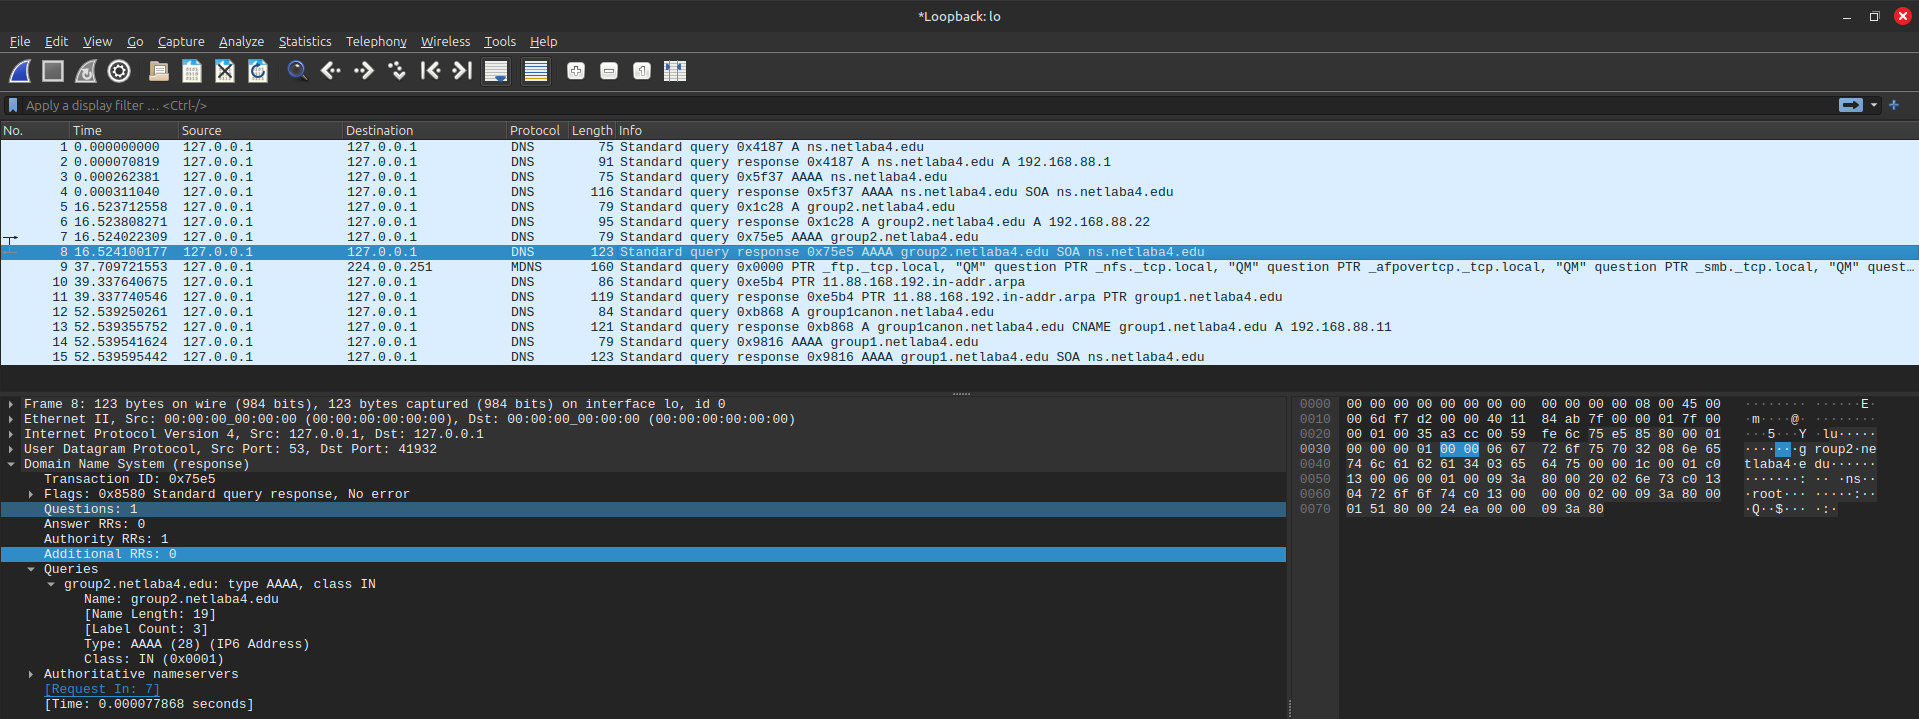 *Loopback: lo
File Edit View Go Capture Analyze Statistics Telephony Wireless Tools Help
Apply a display filter … <Ctrl-/>
No. Time Source Destination Protocol Length Info
1 0.000000000 127.0.0.1 127.0.0.1 DNS 75 Standard query 0x4187 A ns.netlaba4.edu
2 0.000070819 127.0.0.1 127.0.0.1 DNS 91 Standard query response 0x4187 A ns.netlaba4.edu A 192.168.88.1
3 0.000262381 127.0.0.1 127.0.0.1 DNS 75 Standard query 0x5f37 AAAA ns.netlaba4.edu
4 0.000311040 127.0.0.1 127.0.0.1 DNS 116 Standard query response 0x5f37 AAAA ns.netlaba4.edu SOA ns.netlaba4.edu
5 16.523712558 127.0.0.1 127.0.0.1 DNS 79 Standard query 0x1c28 A group2.netlaba4.edu
6 16.523808271 127.0.0.1 127.0.0.1 DNS 95 Standard query response 0x1c28 A group2.netlaba4.edu A 192.168.88.22
7 16.524022309 127.0.0.1 127.0.0.1 DNS 79 Standard query 0x75e5 AAAA group2.netlaba4.edu
8 16.524100177 127.0.0.1 127.0.0.1 DNS 123 Standard query response 0x75e5 AAAA group2.netlaba4.edu SOA ns.netlaba4.edu
9 37.709721553 127.0.0.1 224.0.0.251 MDNS 160 Standard query 0x0000 PTR _ftp._tcp.local, "QM" question PTR _nfs._tcp.local, "QM" question PTR _afpovertcp._tcp.local, "QM" question PTR _smb._tcp.local, "QM" quest…
10 39.337640675 127.0.0.1 127.0.0.1 DNS 86 Standard query 0xe5b4 PTR 11.88.168.192.in-addr.arpa
11 39.337740546 127.0.0.1 127.0.0.1 DNS 119 Standard query response 0xe5b4 PTR 11.88.168.192.in-addr.arpa PTR group1.netlaba4.edu
12 52.539250261 127.0.0.1 127.0.0.1 DNS 84 Standard query 0xb868 A group1canon.netlaba4.edu
13 52.539355752 127.0.0.1 127.0.0.1 DNS 121 Standard query response 0xb868 A group1canon.netlaba4.edu CNAME group1.netlaba4.edu A 192.168.88.11
14 52.539541624 127.0.0.1 127.0.0.1 DNS 79 Standard query 0x9816 AAAA group1.netlaba4.edu
15 52.539595442 127.0.0.1 127.0.0.1 DNS 123 Standard query response 0x9816 AAAA group1.netlaba4.edu SOA ns.netlaba4.edu
Frame 8: 123 bytes on wire (984 bits), 123 bytes captured (984 bits) on interface lo, id 0
Ethernet II, Src: 00:00:00_00:00:00 (00:00:00:00:00:00), Dst: 00:00:00_00:00:00 (00:00:00:00:00:00)
Internet Protocol Version 4, Src: 127.0.0.1, Dst: 127.0.0.1
User Datagram Protocol, Src Port: 53, Dst Port: 41932
Domain Name System (response)
Transaction ID: 0x75e5
Flags: 0x8580 Standard query response, No error
Questions: 1
Answer RRs: 0
Authority RRs: 1
Additional RRs: 0
Queries
group2.netlaba4.edu: type AAAA, class IN
Name: group2.netlaba4.edu
[Name Length: 19]
[Label Count: 3]
Type: AAAA (28) (IP6 Address)
Class: IN (0x0001)
Authoritative nameservers
[Request In: 7]
[Time: 0.000077868 seconds]
0000 00 00 00 00 00 00 00 00 00 00 00 00 08 00 45 00 ········ ······E·
0010 00 6d f7 d2 00 00 40 11 84 ab 7f 00 00 01 7f 00 ·m····@· ········
0020 00 01 00 35 a3 cc 00 59 fe 6c 75 e5 85 80 00 01 ···5···Y ·lu·····
0030 00 00 00 01 00 00 06 67 72 6f 75 70 32 08 6e 65 ·······g roup2·ne
0040 74 6c 61 62 61 34 03 65 64 75 00 00 1c 00 01 c0 tlaba4·e du······
0050 13 00 06 00 01 00 09 3a 80 00 20 02 6e 73 c0 13 ·······: ·· ·ns··
0060 04 72 6f 6f 74 c0 13 00 00 00 02 00 09 3a 80 00 ·root··· ·····:··
0070 01 51 80 00 24 ea 00 00 09 3a 80 ·Q··$··· ·:·